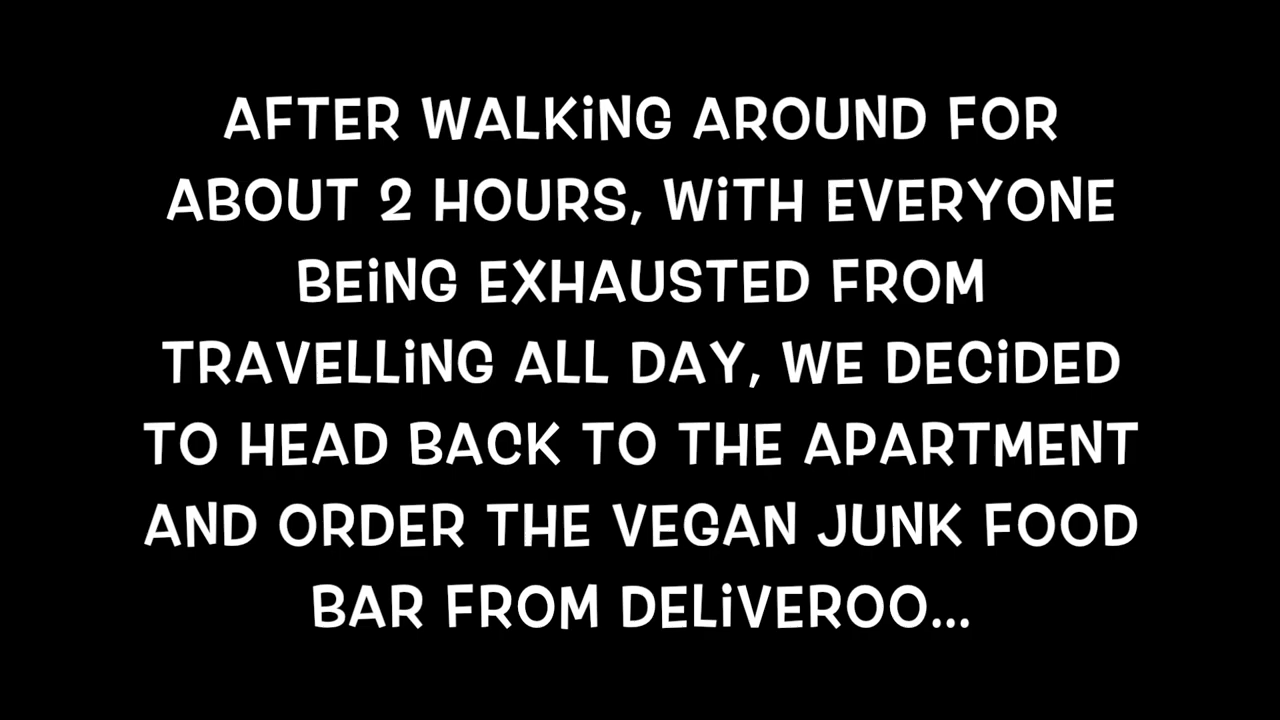 AFTER WALKiNG AROUND FOR
ABOUT 2 HOURS, WiTH EVERYONE
BEiNG EXHAUSTED FROM
TRAVELLiNG ALL DAY, WE DECiDED
TO HEAD BACK TO THE APARTMENT
AND ORDER THE VEGAN JUNK FOOD
BAR FROM DELiVEROO...